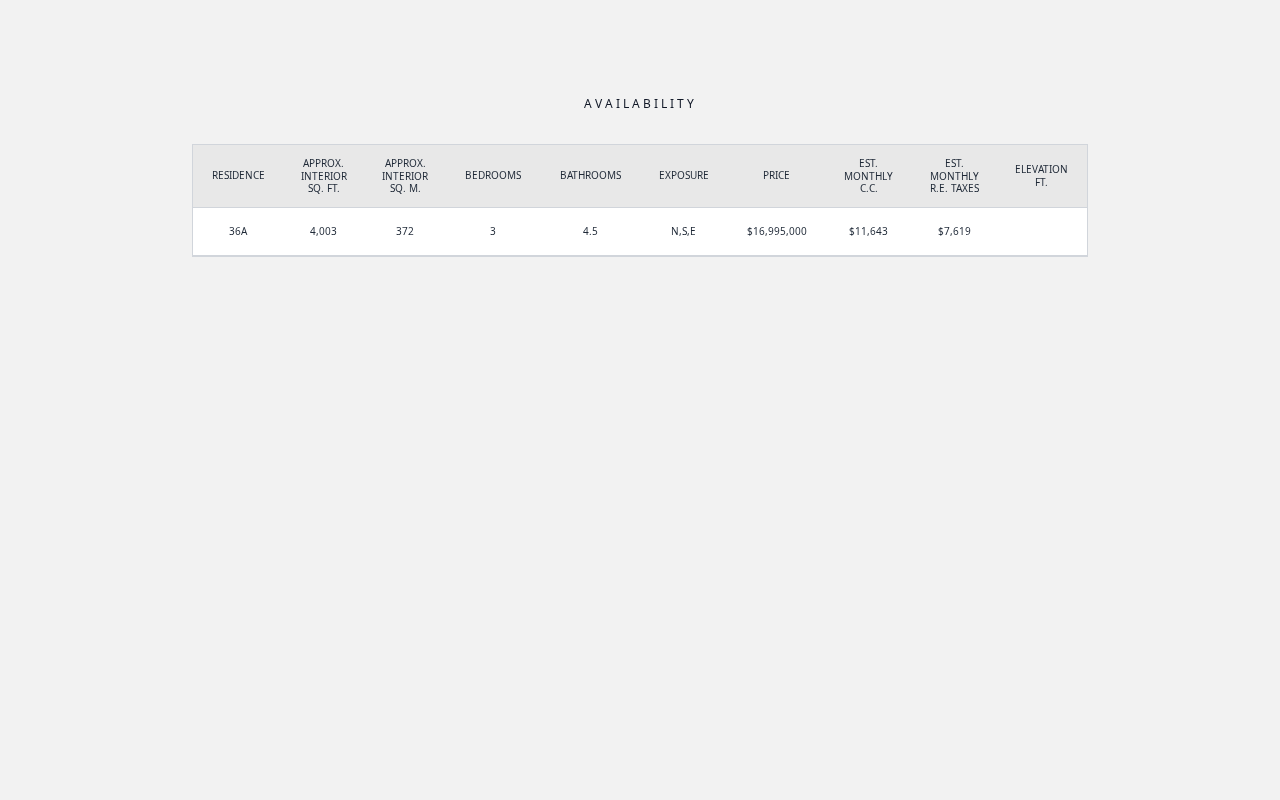 AVAILABILITY
RESIDENCE
APPROX.
INTERIOR
SQ. FT.
APPROX.
INTERIOR
SQ. M.
BEDROOMS
BATHROOMS
EXPOSURE
PRICE
EST.
MONTHLY
C.C.
EST.
MONTHLY
R.E. TAXES
ELEVATION
FT.
36A
4,003
372
3
4.5
N,S,E
$16,995,000
$11,643
$7,619